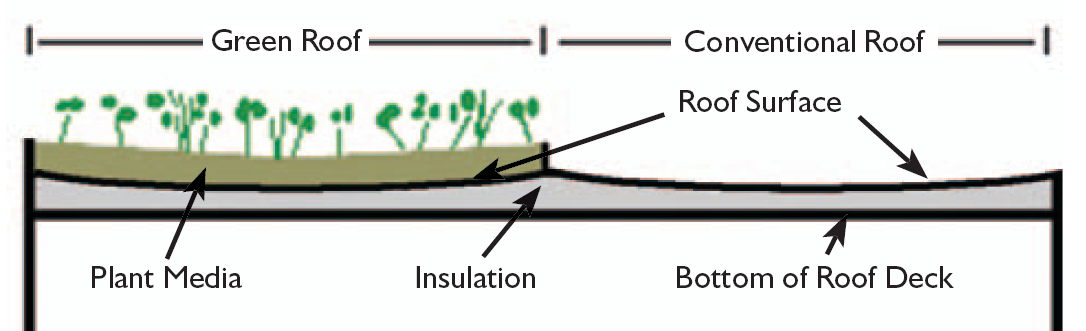 Green Roof
Conventional Roof
Roof Surface
Plant Media
Insulation
Bottom of Roof Deck